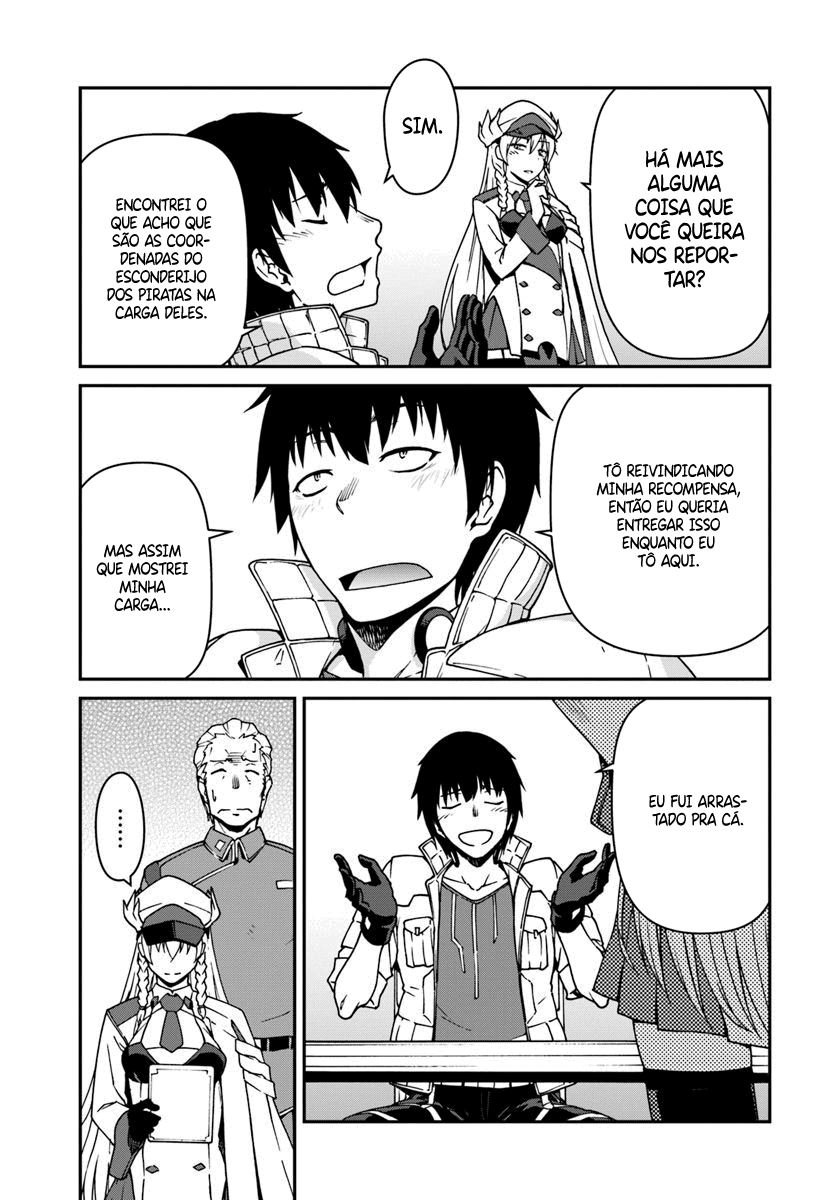 HÁ MAIS
ALGUMA
COISA QUE
VOCÊ QUEIRA
NOS REPOR-
TAR?
SIM.
ENCONTREI O
QUE ACHO QUE
SÃO AS COOR-
DENADAS DO
ESCONDERIJO
DOS PIRATAS NA
CARGA DELES.
TÔ REIVINDICANDO
MINHA RECOMPENSA,
ENTÃO EU QUERIA
ENTREGAR ISSO
ENQUANTO EU
TÔ AQUI.
MAS ASSIM
QUE MOSTREI
MINHA
CARGA...
EU FUI ARRAS-
TADO PRA CÁ.
......